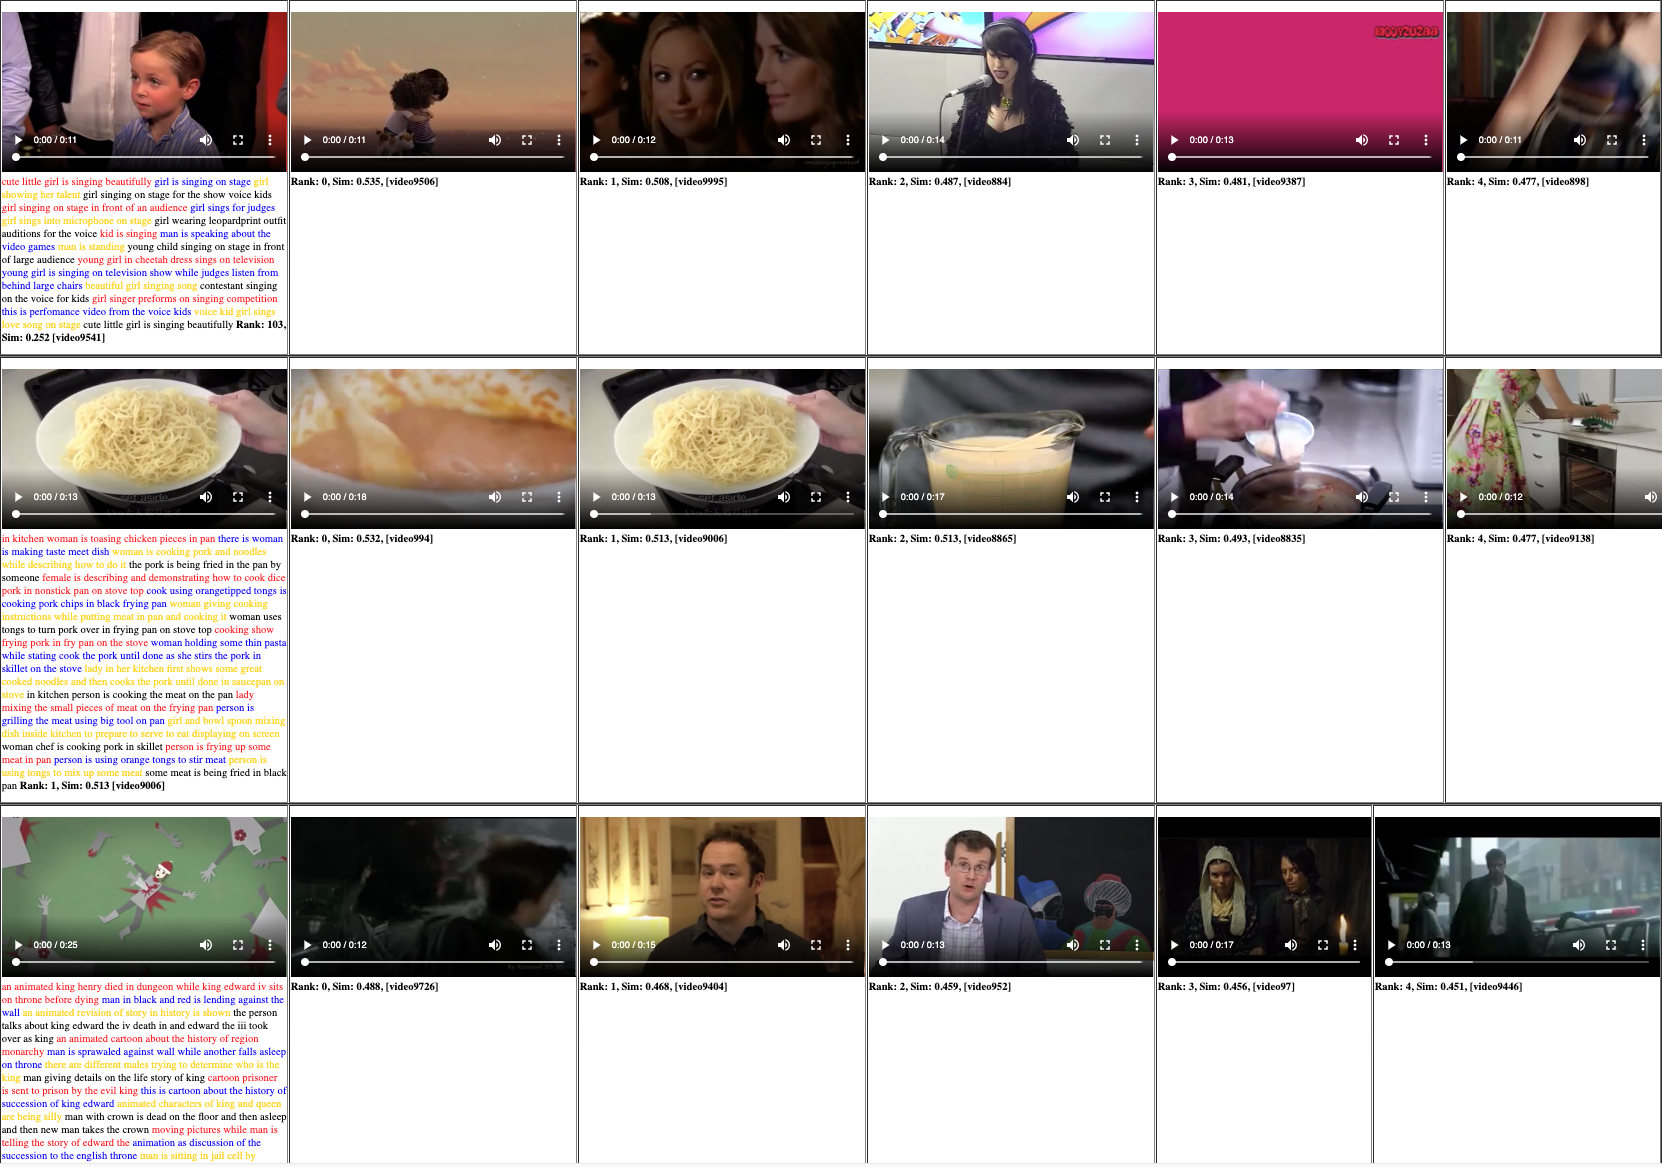 0:00 / 0:11
0:00 / 0:11
0:00 / 0:12
0:00 / 0:14
0:00 / 0:13
0:00 / 0:11
cute little girl is singing beautifully girl is singing on stage girl
showing her talent girl singing on stage for the show voice kids
girl singing on stage in front of an audience girl sings for judges
girl sings into microphone on stage girl wearing leopardprint outfit
auditions for the voice kid is singing man is speaking about the
video games man is standing young child singing on stage in front
of large audience young girl in cheetah dress sings on television
young girl is singing on television show while judges listen from
behind large chairs beautiful girl singing song contestant singing
on the voice for kids girl singer preforms on singing competition
this is perfomance video from the voice kids voice kid girl sings
love song on stage cute little girl is singing beautifully Rank: 103,
Sim: 0.252 [video9541]
Rank: 0, Sim: 0.535, [video9506]
Rank: 1, Sim: 0.508, [video9995]
Rank: 2, Sim: 0.487, [video884]
Rank: 3, Sim: 0.481, [video9387]
Rank: 4, Sim: 0.477, [video898]
set aside
0:00 / 0:13
0:00 / 0:18
set aside
0:00 / 0:13
0:00 / 0:17
0:00 / 0:14
0:00 / 0:12
in kitchen woman is toasing chicken pieces in pan there is woman
is making taste meet dish woman is cooking pork and noodles
while describing how to do it the pork is being fried in the pan by
someone female is describing and demonstrating how to cook dice
pork in nonstick pan on stove top cook using orangetipped tongs is
cooking pork chips in black frying pan woman giving cooking
instructions while putting meat in pan and cooking it woman uses
tongs to turn pork over in frying pan on stove top cooking show
frying pork in fry pan on the stove woman holding some thin pasta
while stating cook the pork until done as she stirs the pork in
skillet on the stove lady in her kitchen first shows some great
cooked noodles and then cooks the pork until done in saucepan on
stove in kitchen person is cooking the meat on the pan lady
mixing the small pieces of meat on the frying pan person is
grilling the meat using big tool on pan girl and bowl spoon mixing
dish inside kitchen to prepare to serve to eat displaying on screen
woman chef is cooking pork in skillet person is frying up some
meat in pan person is using orange tongs to stir meat person is
using tongs to mix up some meat some meat is being fried in black
pan Rank: 1, Sim: 0.513 [video9006]
Rank: 0, Sim: 0.532, [video994]
Rank: 1, Sim: 0.513, [video9006]
Rank: 2, Sim: 0.513, [video8865]
Rank: 3, Sim: 0.493, [video8835]
Rank: 4, Sim: 0.477, [video9138]
0:00 / 0:25
0:00 / 0:12
0:00 / 0:15
0:00 / 0:13
0:00 / 0:17
0:00 / 0:13
an animated king henry died in dungeon while king edward iv sits
on throne before dying man in black and red is lending against the
wall an animated revision of story in history is shown the person
talks about king edward the iv death in and edward the iii took
over as king an animated cartoon about the history of region
monarchy man is sprawaled against wall while another falls asleep
on throne there are different males trying to determine who is the
king man giving details on the life story of king cartoon prisoner
is sent to prison by the evil king this is cartoon about the history of
succession of king edward animated characters of king and queen
are being silly man with crown is dead on the floor and then asleep
and then new man takes the crown moving pictures while man is
telling the story of edward the animation as discussion of the
succession to the english throne man is sitting in jail cell by
Rank: 0, Sim: 0.488, [video9726]
Rank: 1, Sim: 0.468, [video9404]
Rank: 2, Sim: 0.459, [video952]
Rank: 3, Sim: 0.456, [video97]
Rank: 4, Sim: 0.451, [video9446]